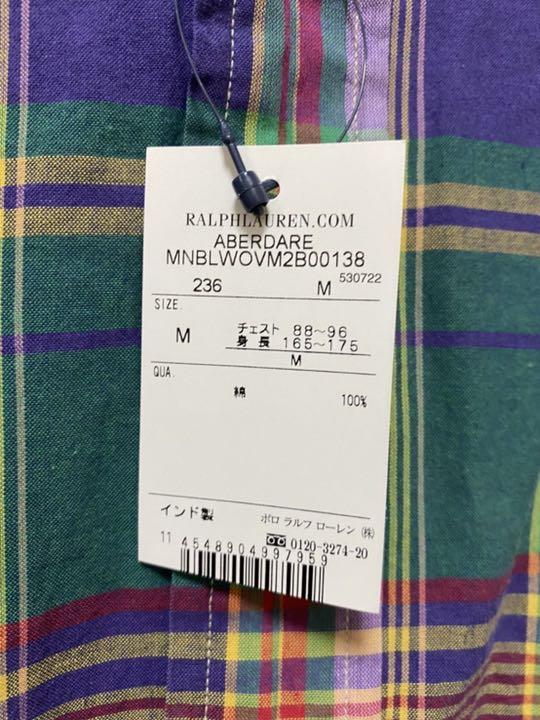 RALPHLAUREN.COM
ABERDARE
MNBLWOVM2B00138
236 M 530722
SIZE.
M チェスト 88~96
身長 165~175
M
QUA.
綿 100%
インド製 ポロ ラルフ ローレン ㈱
0120-3274-20
11 4548904997959